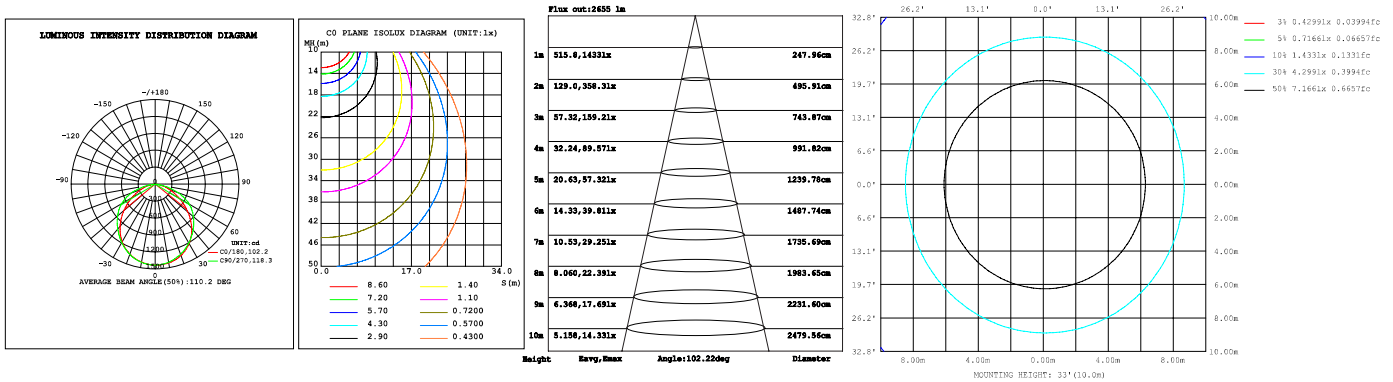 LUMINOUS INTENSITY DISTRIBUTION DIAGRAM
-/+180
-150 150
-120 120
-90 0 90
300
600
900
1200
1500
60
-30 0 30
UNIT:cd
C0/180,102.2
C90/270,118.3
AVERAGE BEAM ANGLE(50%):110.2 DEG
C0 PLANE ISOLUX DIAGRAM (UNIT:lx)
MH(m)
10
14
18
22
26
30
34
38
42
46
50
0.0 17.0 34.0
S(m)
8.60 1.40
7.20 1.10
5.70 0.7200
4.30 0.5700
2.90 0.4300
Flux out:2655 lm
1m 515.8,1433lx 247.96cm
2m 129.0,358.3lx 495.91cm
3m 57.32,159.2lx 743.87cm
4m 32.24,89.57lx 991.82cm
5m 20.63,57.32lx 1239.78cm
6m 14.33,39.81lx 1487.74cm
7m 10.53,29.25lx 1735.69cm
8m 8.060,22.39lx 1983.65cm
9m 6.368,17.69lx 2231.60cm
10m 5.158,14.33lx 2479.56cm
Height Eavg,Emax Angle:102.22deg Diameter
26.2' 13.1' 0.0' 13.1' 26.2'
32.8' 10.00m
26.2' 8.00m
19.7' 6.00m
13.1' 4.00m
6.6' 2.00m
0.0' 0.00m
6.6' 2.00m
13.1' 4.00m
19.7' 6.00m
26.2' 8.00m
32.8' 10.00m
8.00m 4.00m 0.00m 4.00m 8.00m
MOUNTING HEIGHT: 33'(10.0m)
3% 0.4299lx 0.03994fc
5% 0.7166lx 0.06657fc
10% 1.433lx 0.1331fc
30% 4.299lx 0.3994fc
50% 7.166lx 0.6657fc